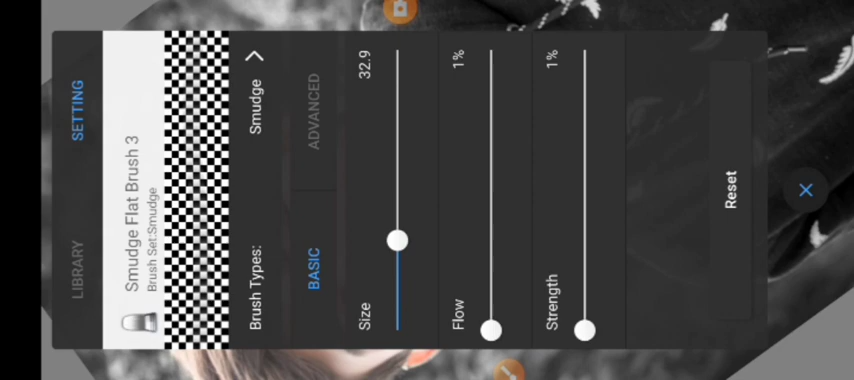 LIBRARY
SETTING
Smudge Flat Brush 3
Brush Set:Smudge
Brush Types:
Smudge
BASIC
ADVANCED
Size
32.9
Flow
1%
Strength
1%
Reset